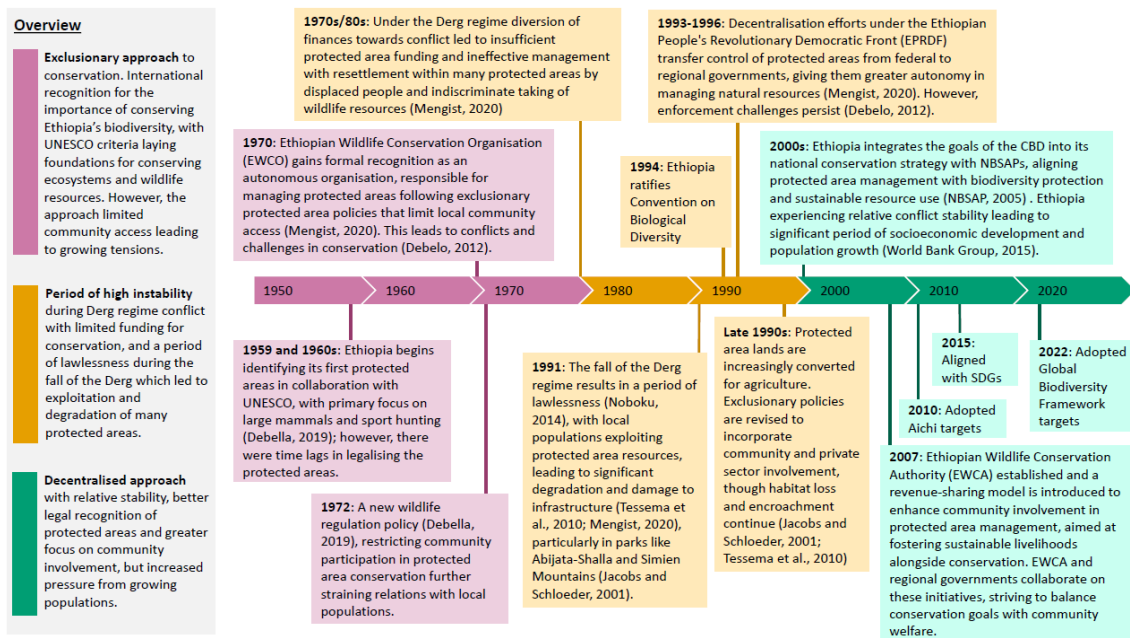 Overview
Exclusionary approach to
conservation. International
recognition for the
importance of conserving
Ethiopia's biodiversity, with
UNESCO criteria laying
foundations for conserving
ecosystems and wildlife
resources. However, the
approach limited
community access leading
to growing tensions.
Period of high instability
during Derg regime conflict
with limited funding for
conservation, and a period
of lawlessness during the
fall of the Derg which led to
exploitation and
degradation of many
protected areas.
Decentralised approach
with relative stability, better
legal recognition of
protected areas and greater
focus on community
involvement, but increased
pressure from growing
populations.
1970s/80s: Under the Derg regime diversion of
finances towards conflict led to insufficient
protected area funding and ineffective management
with resettlement within many protected areas by
displaced people and indiscriminate taking of
wildlife resources (Mengist, 2020)
1993-1996: Decentralisation efforts under the Ethiopian
People's Revolutionary Democratic Front (EPRDF)
transfer control of protected areas from federal to
regional governments, giving them greater autonomy in
managing natural resources (Mengist, 2020). However,
enforcement challenges persist (Debelo, 2012).
1970: Ethiopian Wildlife Conservation Organisation
(EWCO) gains formal recognition as an
autonomous organisation, responsible for
managing protected areas following exclusionary
protected area policies that limit local community
access (Mengist, 2020). This leads to conflicts and
challenges in conservation (Debelo, 2012).
1994: Ethiopia
ratifies
Convention on
Biological
Diversity
2000s: Ethiopia integrates the goals of the CBD into its
national conservation strategy with NBSAPs, aligning
protected area management with biodiversity protection
and sustainable resource use (NBSAP, 2005) . Ethiopia
experiencing relative conflict stability leading to
significant period of socioeconomic development and
population growth (World Bank Group, 2015).
1950
1960
1970
1980
1990
2000
2010
2020
1959 and 1960s: Ethiopia begins
identifying its first protected
areas in collaboration with
UNESCO, with primary focus on
large mammals and sport hunting
(Debella, 2019); however, there
were time lags in legalising the
protected areas.
1972: A new wildlife
regulation policy (Debella,
2019), restricting community
participation in protected
area conservation further
straining relations with local
populations.
1991: The fall of the Derg
regime results in a period of
lawlessness (Noboku,
2014), with local
populations exploiting
protected area resources,
leading to significant
degradation and damage to
infrastructure (Tessema et
al., 2010; Mengist, 2020),
particularly in parks like
Abijata-Shalla and Simien
Mountains (Jacobs and
Schloeder, 2001).
Late 1990s: Protected
area lands are
increasingly converted
for agriculture.
Exclusionary policies
are revised to
incorporate
community and private
sector involvement,
though habitat loss
and encroachment
continue (Jacobs and
Schloeder, 2001;
Tessema et al., 2010)
2015:
Aligned
with SDGs
2022: Adopted
Global
Biodiversity
Framework
targets
2010: Adopted
Aichi targets
2007: Ethiopian Wildlife Conservation
Authority (EWCA) established and a
revenue-sharing model is introduced to
enhance community involvement in
protected area management, aimed at
fostering sustainable livelihoods
alongside conservation. EWCA and
regional governments collaborate on
these initiatives, striving to balance
conservation goals with community
welfare.